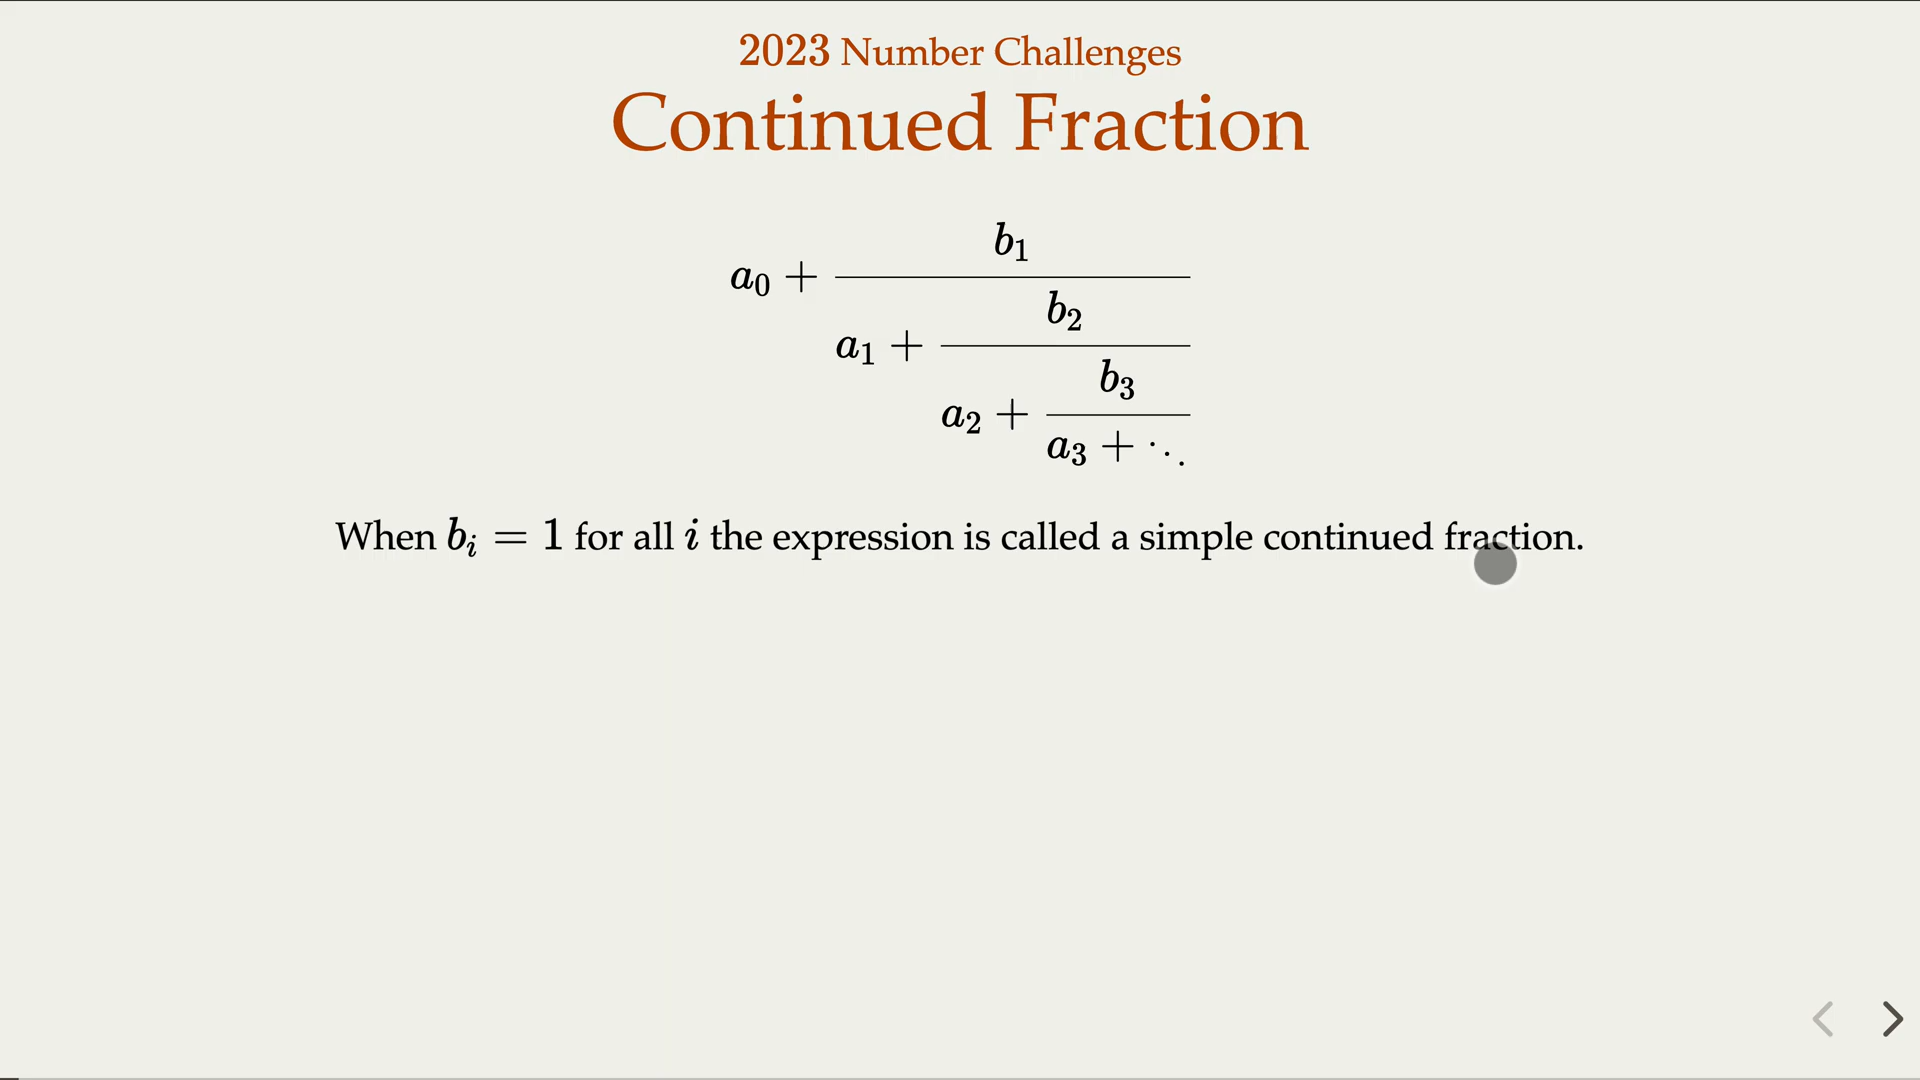 2023 Number Challenges
Continued Fraction
b₁
a₀ +
b₂
a₁ +
b₃
a₂ +
a₃ + ⋱
When bᵢ = 1 for all i the expression is called a simple continued fraction.